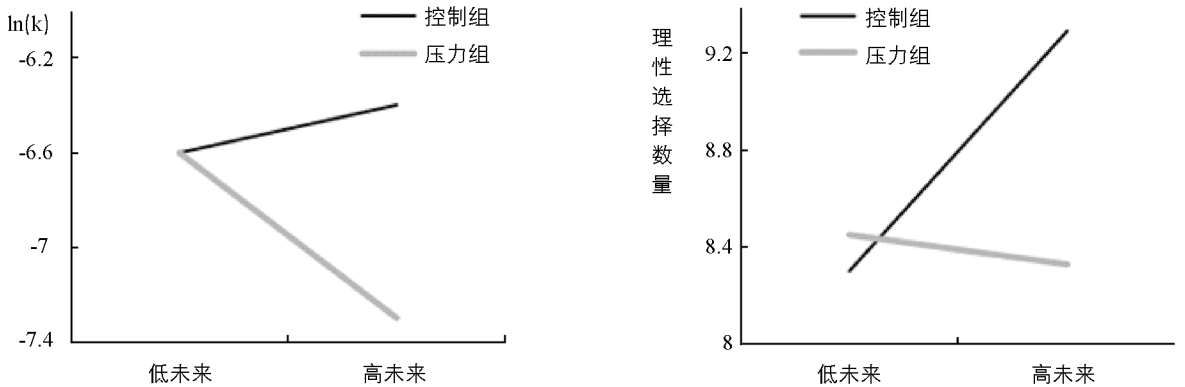 ln(k)
控制组
压力组
-6.2
-6.6
-7
-7.4
低未来
高未来
理性选择数量
控制组
压力组
9.2
8.8
8.4
8
低未来
高未来